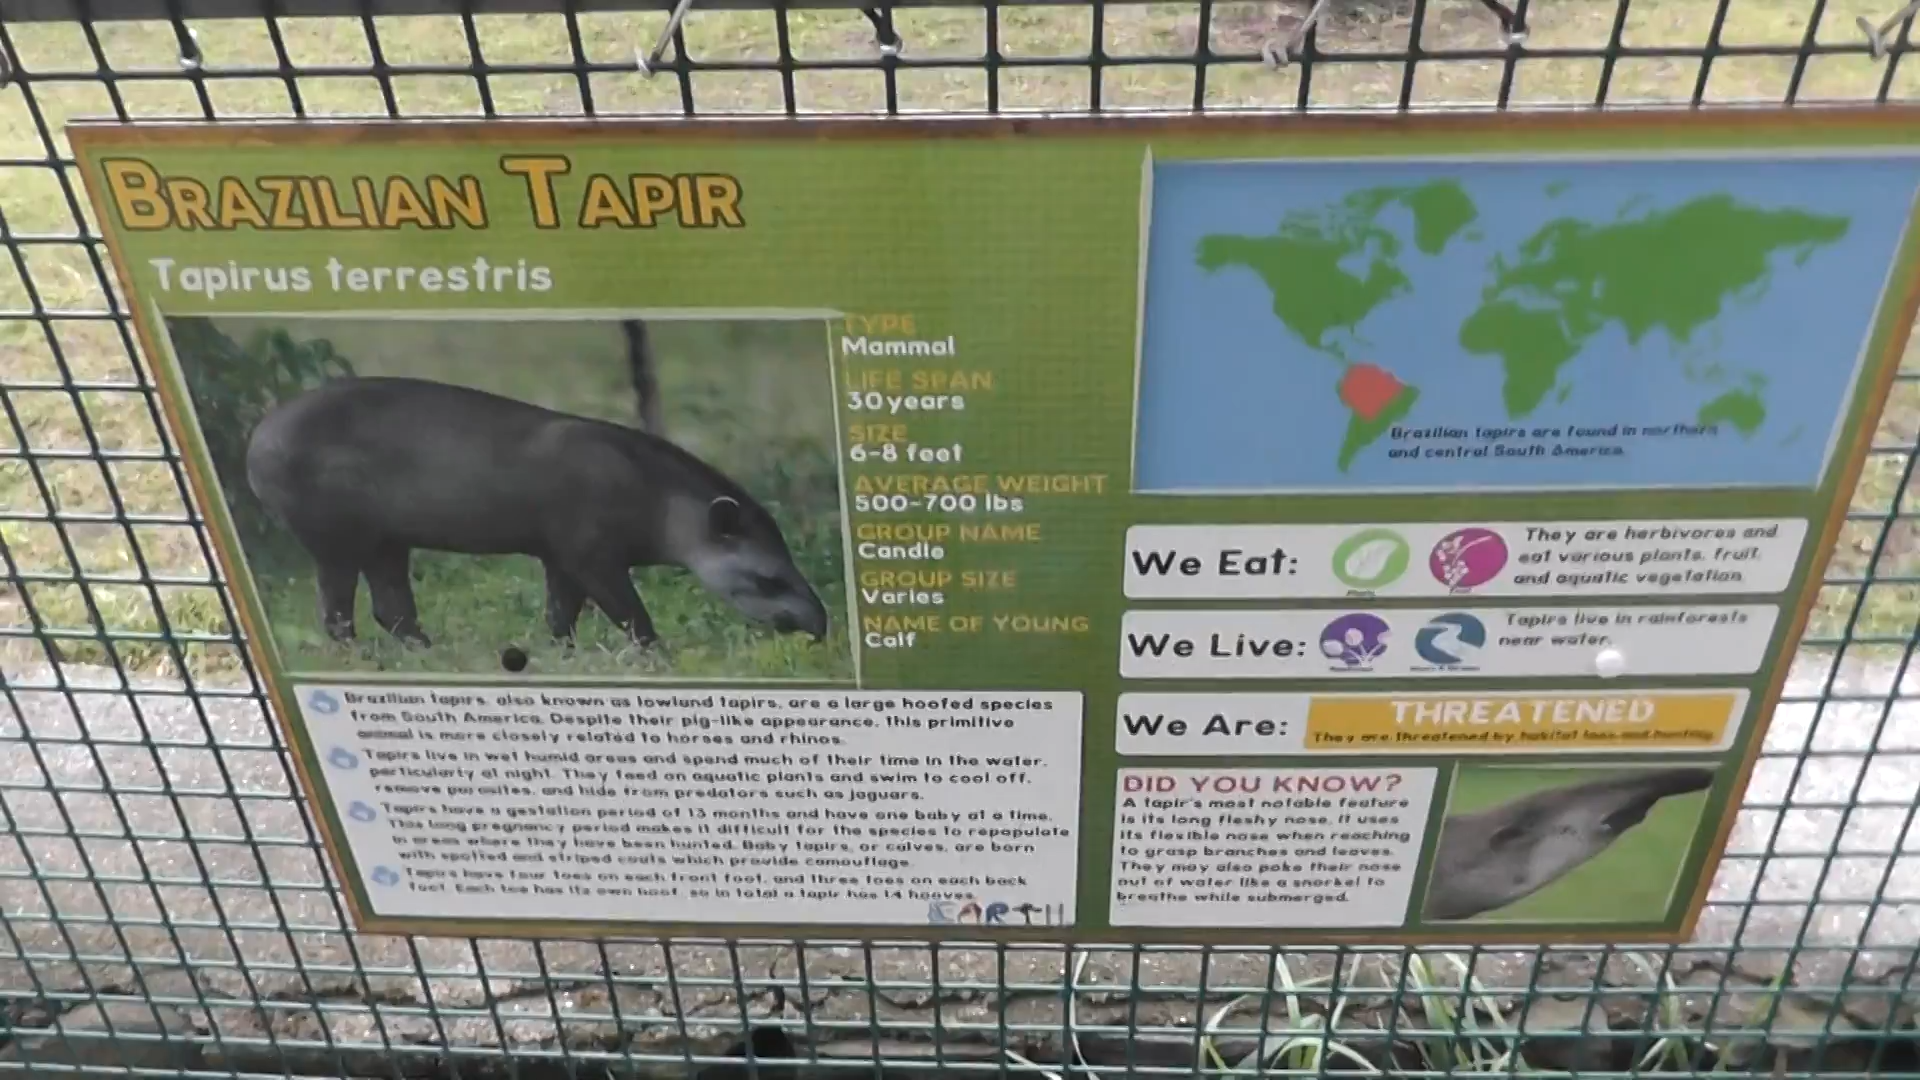 BRAZILIAN TAPIR
Tapirus terrestris
TYPE
Mammal
LIFE SPAN
30 years
SIZE
6-8 feet
AVERAGE WEIGHT
500-700 lbs
GROUP NAME
Candle
GROUP SIZE
Varies
NAME OF YOUNG
Calf
Brazilian tapirs, also known as lowland tapirs, are a large hoofed species
from South America. Despite their pig-like appearance, this primitive
animal is more closely related to horses and rhinos.
Tapirs live in wet humid areas and spend much of their time in the water,
particularly at night. They feed on aquatic plants and swim to cool off,
remove parasites, and hide from predators such as jaguars.
Tapirs have a gestation period of 13 months and have one baby at a time.
This long pregnancy period makes it difficult for the species to repopulate
in areas where they have been hunted. Baby tapirs, or calves, are born
with spotted and striped coats which provide camouflage.
Tapirs have four toes on each front foot, and three toes on each back
foot. Each toe has its own hoof, so in total a tapir has 14 hooves.
EARTH
Brazilian tapirs are found in northern
and central South America.
We Eat:
They are herbivores and
eat various plants, fruit,
and aquatic vegetation.
We Live:
Tapirs live in rainforests
near water.
We Are:
THREATENED
They are threatened by habitat loss and hunting.
DID YOU KNOW?
A tapir's most notable feature
is its long fleshy nose. It uses
its flexible nose when reaching
to grasp branches and leaves.
They may also poke their nose
out of water like a snorkel to
breathe while submerged.